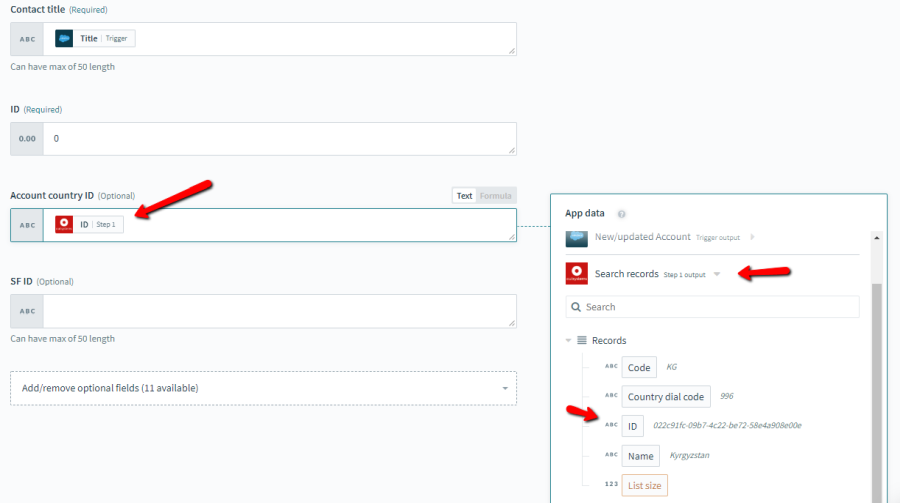 Contact title (Required)
ABC Title | Trigger
Can have max of 50 length
ID (Required)
0.00 0
Account country ID (Optional) Text Formula
ABC ID | Step 1
SF ID (Optional)
ABC
Can have max of 50 length
Add/remove optional fields (11 available)
App data ?
New/updated Account Trigger output
Search records Step 1 output
Search
Records
ABC Code KG
ABC Country dial code 996
ABC ID 022c91fc-09b7-4c22-be72-58e4a908e00e
ABC Name Kyrgyzstan
123 List size